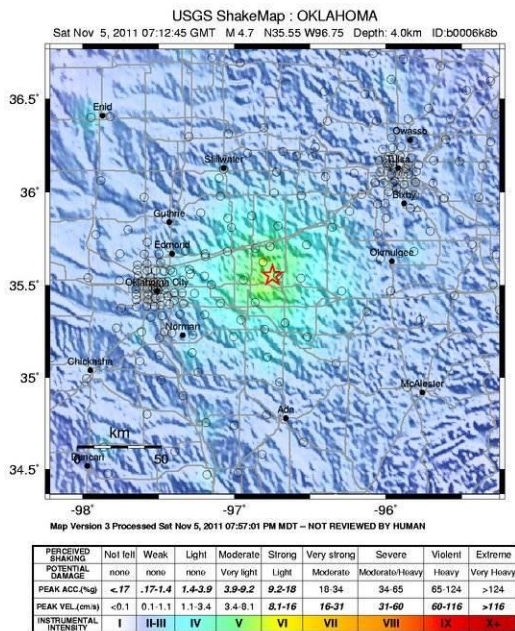 USGS ShakeMap : OKLAHOMA
Sat Nov 5, 2011 07:12:45 GMT M 4.7 N35.55 W96.75 Depth: 4.0km ID:b0006k8b
36.5°
Enid
Owasso
Stillwater
Tulsa
36°
Bixby
Guthrie
Edmond
Okmulgee
35.5°
Oklahoma City
Norman
Chickasha
35°
McAlester
Ada
km
0 50
34.5°
Duncan
-98° -97° -96°
Map Version 3 Processed Sat Nov 5, 2011 07:57:01 PM MDT -- NOT REVIEWED BY HUMAN
PERCEIVED SHAKING Not felt Weak Light Moderate Strong Very strong Severe Violent Extreme
POTENTIAL DAMAGE none none none Very light Light Moderate Moderate/Heavy Heavy Very Heavy
PEAK ACC.(%g) <.17 .17-1.4 1.4-3.9 3.9-9.2 9.2-18 18-34 34-65 65-124 >124
PEAK VEL.(cm/s) <0.1 0.1-1.1 1.1-3.4 3.4-8.1 8.1-16 16-31 31-60 60-116 >116
INSTRUMENTAL INTENSITY I II-III IV V VI VII VIII IX X+